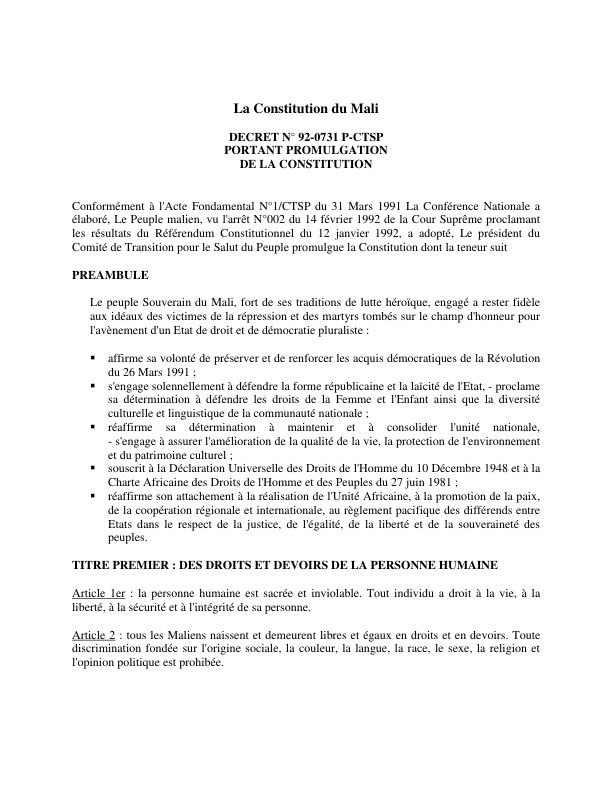 La Constitution du Mali
DECRET N° 92-0731 P-CTSP
PORTANT PROMULGATION
DE LA CONSTITUTION
Conformément à l'Acte Fondamental N°1/CTSP du 31 Mars 1991 La Conférence Nationale a
élaboré, Le Peuple malien, vu l'arrêt N°002 du 14 février 1992 de la Cour Suprême proclamant
les résultats du Référendum Constitutionnel du 12 janvier 1992, a adopté, Le président du
Comité de Transition pour le Salut du Peuple promulgue la Constitution dont la teneur suit
PREAMBULE
Le peuple Souverain du Mali, fort de ses traditions de lutte héroïque, engagé a rester fidèle
aux idéaux des victimes de la répression et des martyrs tombés sur le champ d'honneur pour
l'avènement d'un Etat de droit et de démocratie pluraliste :
▪ affirme sa volonté de préserver et de renforcer les acquis démocratiques de la Révolution
du 26 Mars 1991 ;
▪ s'engage solennellement à défendre la forme républicaine et la laïcité de l'Etat, - proclame
sa détermination à défendre les droits de la Femme et l'Enfant ainsi que la diversité
culturelle et linguistique de la communauté nationale ;
▪ réaffirme sa détermination à maintenir et à consolider l'unité nationale,
- s'engage à assurer l'amélioration de la qualité de la vie, la protection de l'environnement
et du patrimoine culturel ;
▪ souscrit à la Déclaration Universelle des Droits de l'Homme du 10 Décembre 1948 et à la
Charte Africaine des Droits de l'Homme et des Peuples du 27 juin 1981 ;
▪ réaffirme son attachement à la réalisation de l'Unité Africaine, à la promotion de la paix,
de la coopération régionale et internationale, au règlement pacifique des différends entre
Etats dans le respect de la justice, de l'égalité, de la liberté et de la souveraineté des
peuples.
TITRE PREMIER : DES DROITS ET DEVOIRS DE LA PERSONNE HUMAINE
Article 1er : la personne humaine est sacrée et inviolable. Tout individu a droit à la vie, à la
liberté, à la sécurité et à l'intégrité de sa personne.
Article 2 : tous les Maliens naissent et demeurent libres et égaux en droits et en devoirs. Toute
discrimination fondée sur l'origine sociale, la couleur, la langue, la race, le sexe, la religion et
l'opinion politique est prohibée.